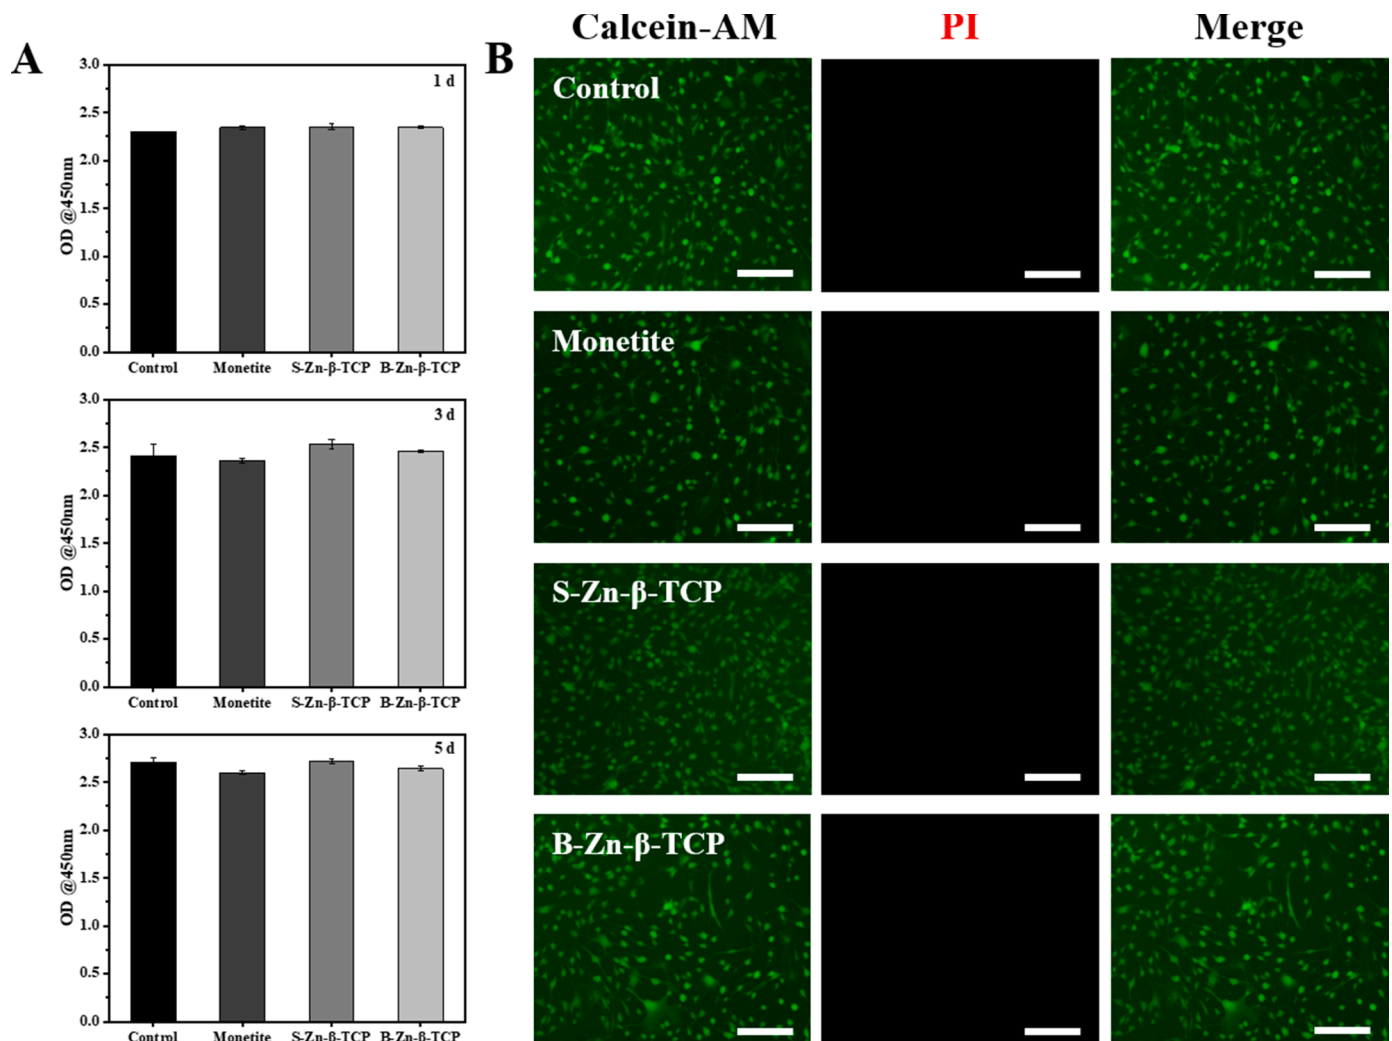 A
3.0
2.5
2.0
1.5
1.0
0.5
0.0
OD @450nm
1 d
Control Monetite S-Zn-β-TCP B-Zn-β-TCP
3.0
2.5
2.0
1.5
1.0
0.5
0.0
OD @450nm
3 d
Control Monetite S-Zn-β-TCP B-Zn-β-TCP
3.0
2.5
2.0
1.5
1.0
0.5
0.0
OD @450nm
5 d
Control Monetite S-Zn-β-TCP B-Zn-β-TCP
B
Calcein-AM PI Merge
Control
Monetite
S-Zn-β-TCP
B-Zn-β-TCP